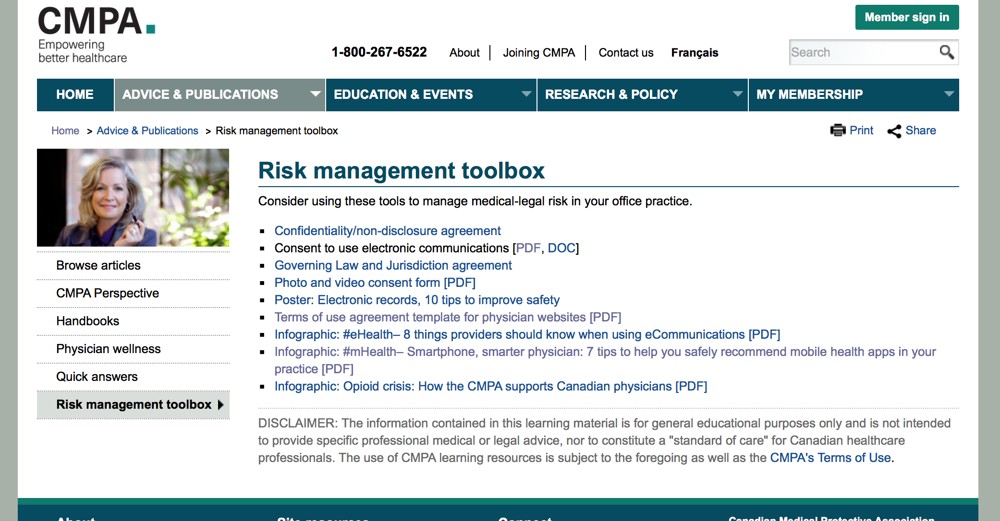 CMPA.
Empowering
better healthcare
Member sign in
1-800-267-6522 About Joining CMPA Contact us Français
Search
HOME ADVICE & PUBLICATIONS EDUCATION & EVENTS RESEARCH & POLICY MY MEMBERSHIP
Home > Advice & Publications > Risk management toolbox
Print Share
Browse articles
CMPA Perspective
Handbooks
Physician wellness
Quick answers
Risk management toolbox
Risk management toolbox
Consider using these tools to manage medical-legal risk in your office practice.
Confidentiality/non-disclosure agreement
Consent to use electronic communications [PDF, DOC]
Governing Law and Jurisdiction agreement
Photo and video consent form [PDF]
Poster: Electronic records, 10 tips to improve safety
Terms of use agreement template for physician websites [PDF]
Infographic: #eHealth– 8 things providers should know when using eCommunications [PDF]
Infographic: #mHealth– Smartphone, smarter physician: 7 tips to help you safely recommend mobile health apps in your
practice [PDF]
Infographic: Opioid crisis: How the CMPA supports Canadian physicians [PDF]
DISCLAIMER: The information contained in this learning material is for general educational purposes only and is not intended
to provide specific professional medical or legal advice, nor to constitute a "standard of care" for Canadian healthcare
professionals. The use of CMPA learning resources is subject to the foregoing as well as the CMPA's Terms of Use.
About Site resources Connect Canadian Medical Protective Association